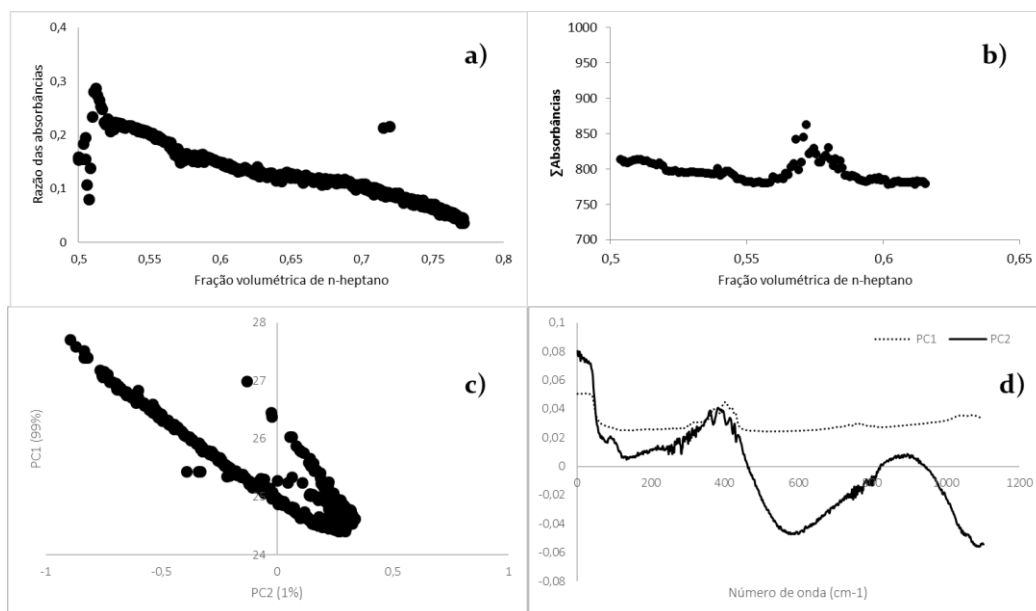 a)
0,4
0,3
0,2
0,1
0
Razão das absorbâncias
0,5 0,55 0,6 0,65 0,7 0,75 0,8
Fração volumétrica de n-heptano
b)
1000
950
900
850
800
750
700
∑Absorbâncias
0,5 0,55 0,6 0,65
Fração volumétrica de n-heptano
c)
28
27
26
25
24
PC1 (99%)
-1 -0,5 0 0,5 1
PC2 (1%)
d)
0,1
0,08
0,06
0,04
0,02
0
-0,02
-0,04
-0,06
-0,08
PC1 PC2
0 200 400 600 800 1000 1200
Número de onda (cm-1)